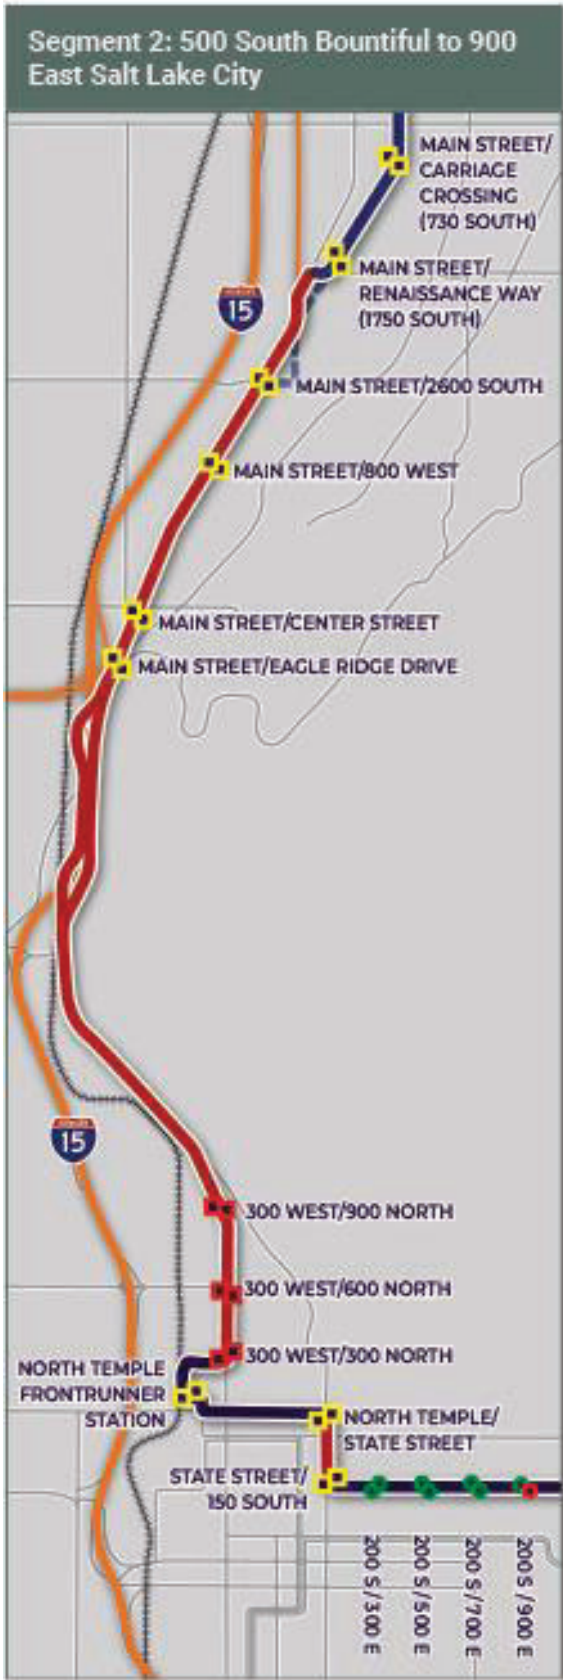 Segment 2: 500 South Bountiful to 900
East Salt Lake City
MAIN STREET/
CARRIAGE
CROSSING
(730 SOUTH)
MAIN STREET/
RENAISSANCE WAY
(1750 SOUTH)
15
MAIN STREET/2600 SOUTH
MAIN STREET/800 WEST
MAIN STREET/CENTER STREET
MAIN STREET/EAGLE RIDGE DRIVE
15
300 WEST/900 NORTH
300 WEST/600 NORTH
300 WEST/300 NORTH
NORTH TEMPLE
FRONTRUNNER
STATION
NORTH TEMPLE/
STATE STREET
STATE STREET/
150 SOUTH
200 S/300 E
200 S/500 E
200 S/700 E
200 S/900 E